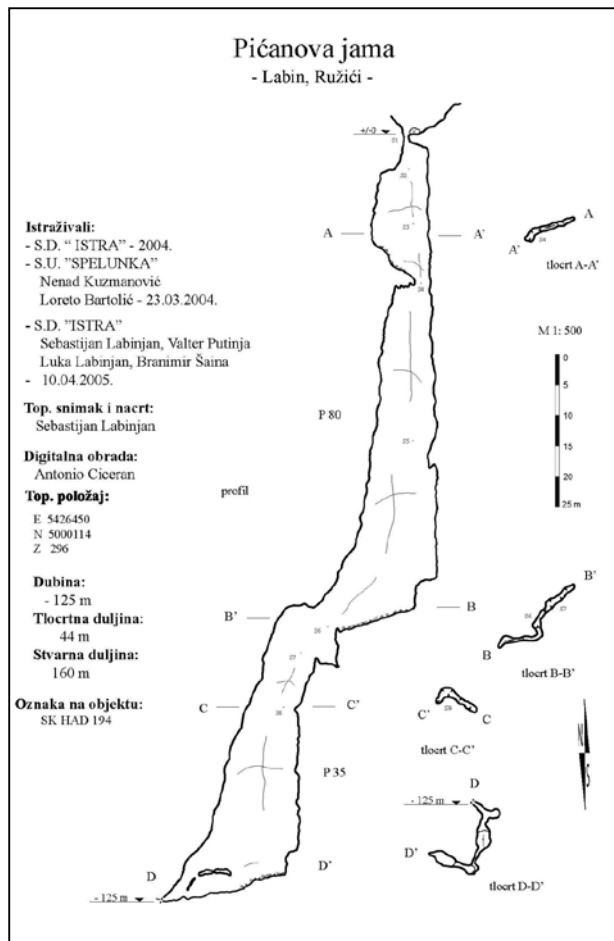 Pićanova jama
- Labin, Ružići -
+/-0
Istraživali:
- S.D. “ ISTRA” - 2004.
- S.U. ”SPELUNKA”
Nenad Kuzmanović
Loreto Bartolić - 23.03.2004.
- S.D. ”ISTRA”
Sebastijan Labinjan, Valter Putinja
Luka Labinjan, Branimir Šaina
- 10.04.2005.
Top. snimak i nacrt:
Sebastijan Labinjan
Digitalna obrada:
Antonio Ciceran
Top. položaj:
E 5426450
N 5000114
Z 296
Dubina:
- 125 m
Tlocrtna duljina:
44 m
Stvarna duljina:
160 m
Oznaka na objektu:
SK HAD 194
profil
P 80
P 35
A
A'
B'
B
C
C'
D
D'
- 125 m
A
A'
tlocrt A-A'
M 1: 500
0
5
10
15
20
25 m
B'
B
tlocrt B-B'
C'
C
tlocrt C-C'
N
S
D
- 125 m
D'
tlocrt D-D'